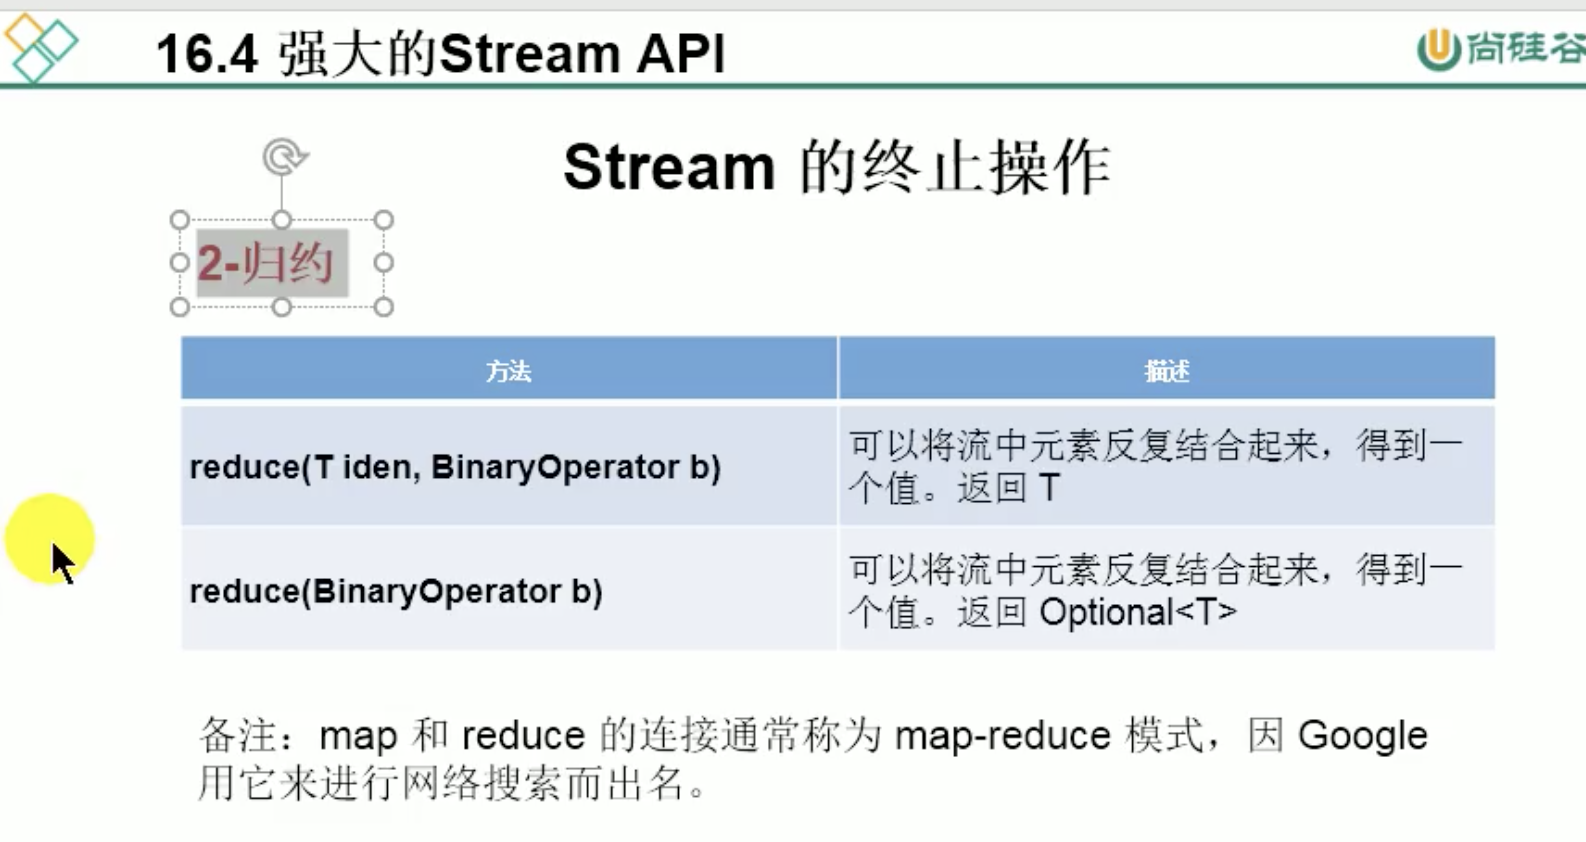 16.4 强大的Stream API
尚硅谷
Stream 的终止操作
2-归约
方法
描述
reduce(T iden, BinaryOperator b)
可以将流中元素反复结合起来，得到一
个值。返回 T
reduce(BinaryOperator b)
可以将流中元素反复结合起来，得到一
个值。返回 Optional<T>
备注：map 和 reduce 的连接通常称为 map-reduce 模式，因 Google
用它来进行网络搜索而出名。